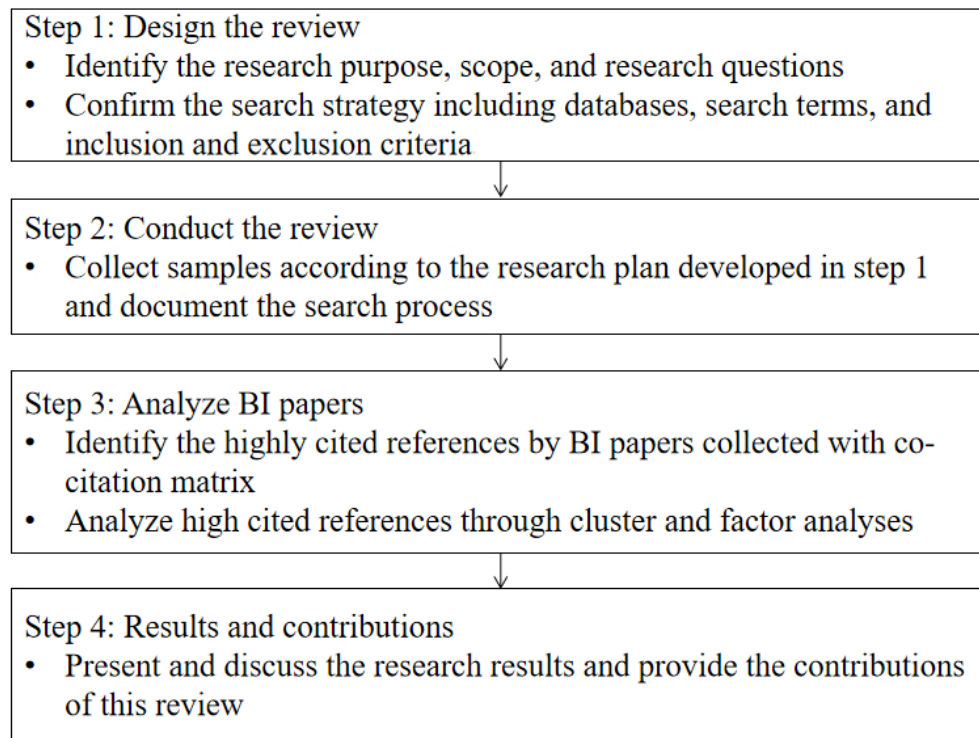 Step 1: Design the review
• Identify the research purpose, scope, and research questions
• Confirm the search strategy including databases, search terms, and
inclusion and exclusion criteria
Step 2: Conduct the review
• Collect samples according to the research plan developed in step 1
and document the search process
Step 3: Analyze BI papers
• Identify the highly cited references by BI papers collected with co-
citation matrix
• Analyze high cited references through cluster and factor analyses
Step 4: Results and contributions
• Present and discuss the research results and provide the contributions
of this review